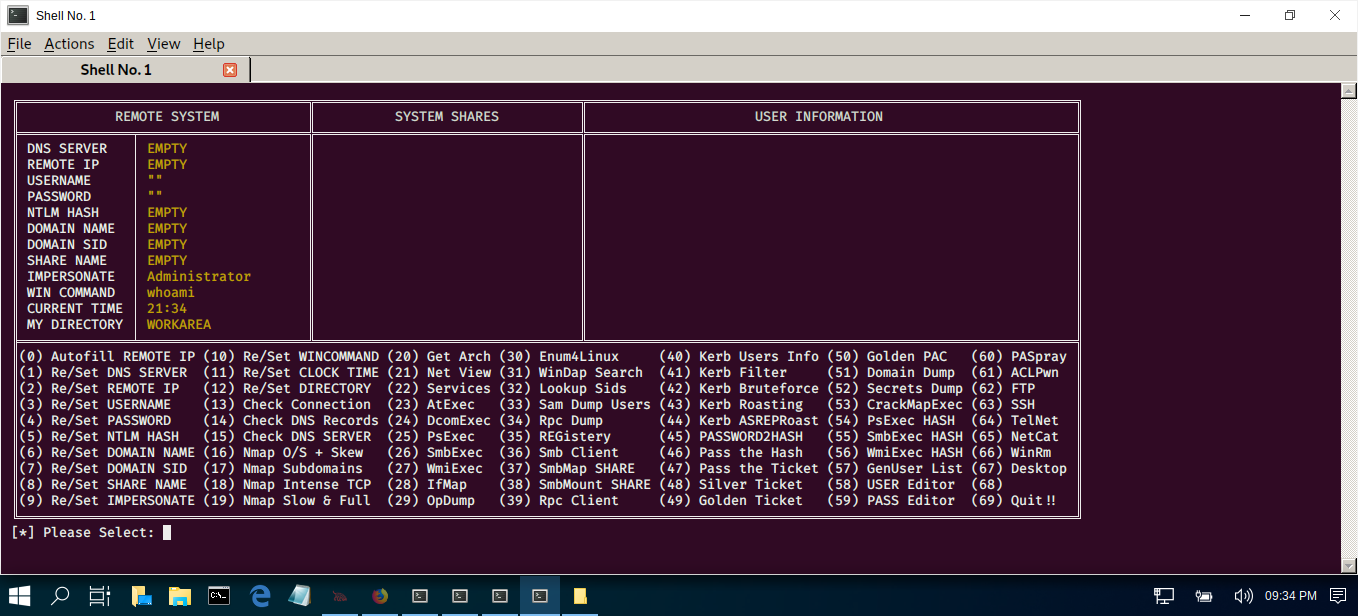 Shell No. 1
File Actions Edit View Help
Shell No. 1
REMOTE SYSTEM SYSTEM SHARES USER INFORMATION
DNS SERVER EMPTY
REMOTE IP EMPTY
USERNAME ""
PASSWORD ""
NTLM HASH EMPTY
DOMAIN NAME EMPTY
DOMAIN SID EMPTY
SHARE NAME EMPTY
IMPERSONATE Administrator
WIN COMMAND whoami
CURRENT TIME 21:34
MY DIRECTORY WORKAREA
(0) Autofill REMOTE IP (10) Re/Set WINCOMMAND (20) Get Arch (30) Enum4Linux (40) Kerb Users Info (50) Golden PAC (60) PASpray
(1) Re/Set DNS SERVER (11) Re/Set CLOCK TIME (21) Net View (31) WinDap Search (41) Kerb Filter (51) Domain Dump (61) ACLPwn
(2) Re/Set REMOTE IP (12) Re/Set DIRECTORY (22) Services (32) Lookup Sids (42) Kerb Bruteforce (52) Secrets Dump (62) FTP
(3) Re/Set USERNAME (13) Check Connection (23) AtExec (33) Sam Dump Users (43) Kerb Roasting (53) CrackMapExec (63) SSH
(4) Re/Set PASSWORD (14) Check DNS Records (24) DcomExec (34) Rpc Dump (44) Kerb ASREPRoast (54) PsExec HASH (64) TelNet
(5) Re/Set NTLM HASH (15) Check DNS SERVER (25) PsExec (35) REGistery (45) PASSWORD2HASH (55) SmbExec HASH (65) NetCat
(6) Re/Set DOMAIN NAME (16) Nmap O/S + Skew (26) SmbExec (36) Smb Client (46) Pass the Hash (56) WmiExec HASH (66) WinRm
(7) Re/Set DOMAIN SID (17) Nmap Subdomains (27) WmiExec (37) SmbMap SHARE (47) Pass the Ticket (57) GenUser List (67) Desktop
(8) Re/Set SHARE NAME (18) Nmap Intense TCP (28) IfMap (38) SmbMount SHARE (48) Silver Ticket (58) USER Editor (68)
(9) Re/Set IMPERSONATE (19) Nmap Slow & Full (29) OpDump (39) Rpc Client (49) Golden Ticket (59) PASS Editor (69) Quit!!
[*] Please Select:
09:34 PM